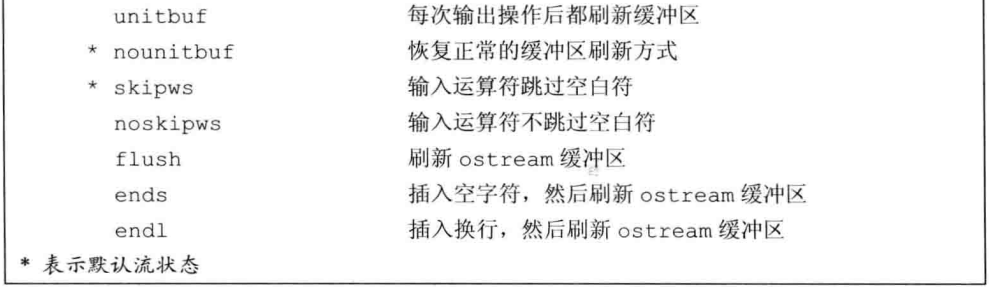 unitbuf 每次输出操作后都刷新缓冲区
* nounitbuf 恢复正常的缓冲区刷新方式
* skipws 输入运算符跳过空白符
noskipws 输入运算符不跳过空白符
flush 刷新 ostream 缓冲区
ends 插入空字符，然后刷新 ostream 缓冲区
endl 插入换行，然后刷新 ostream 缓冲区
* 表示默认流状态